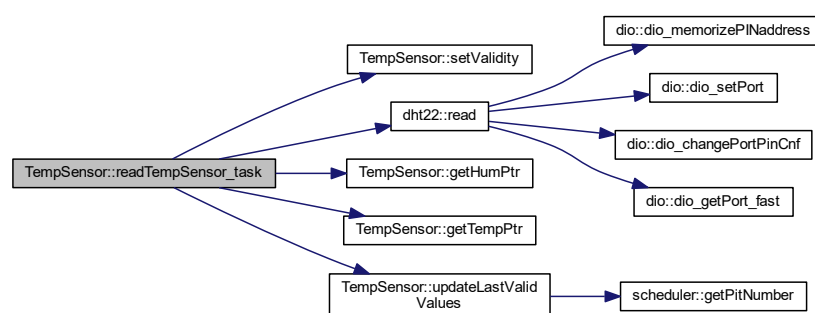 dio::dio_memorizePINaddress
TempSensor::setValidity
dio::dio_setPort
dht22::read
dio::dio_changePortPinCnf
TempSensor::readTempSensor_task
TempSensor::getHumPtr
dio::dio_getPort_fast
TempSensor::getTempPtr
TempSensor::updateLastValid
Values
scheduler::getPitNumber